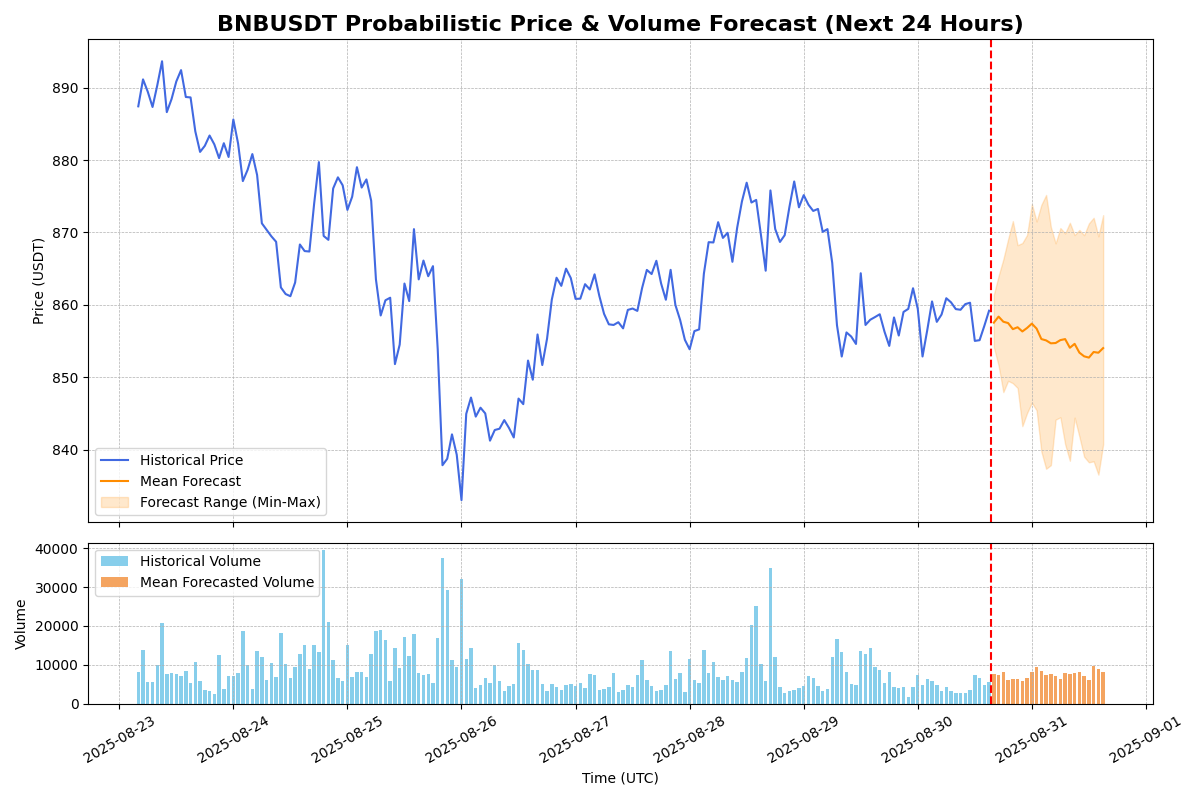 BNBUSDT Probabilistic Price & Volume Forecast (Next 24 Hours)
890
880
870
860
850
840
Price (USDT)
Historical Price
Mean Forecast
Forecast Range (Min-Max)
40000
30000
20000
10000
0
Volume
Historical Volume
Mean Forecasted Volume
2025-08-23
2025-08-24
2025-08-25
2025-08-26
2025-08-27
2025-08-28
2025-08-29
2025-08-30
2025-08-31
2025-09-01
Time (UTC)